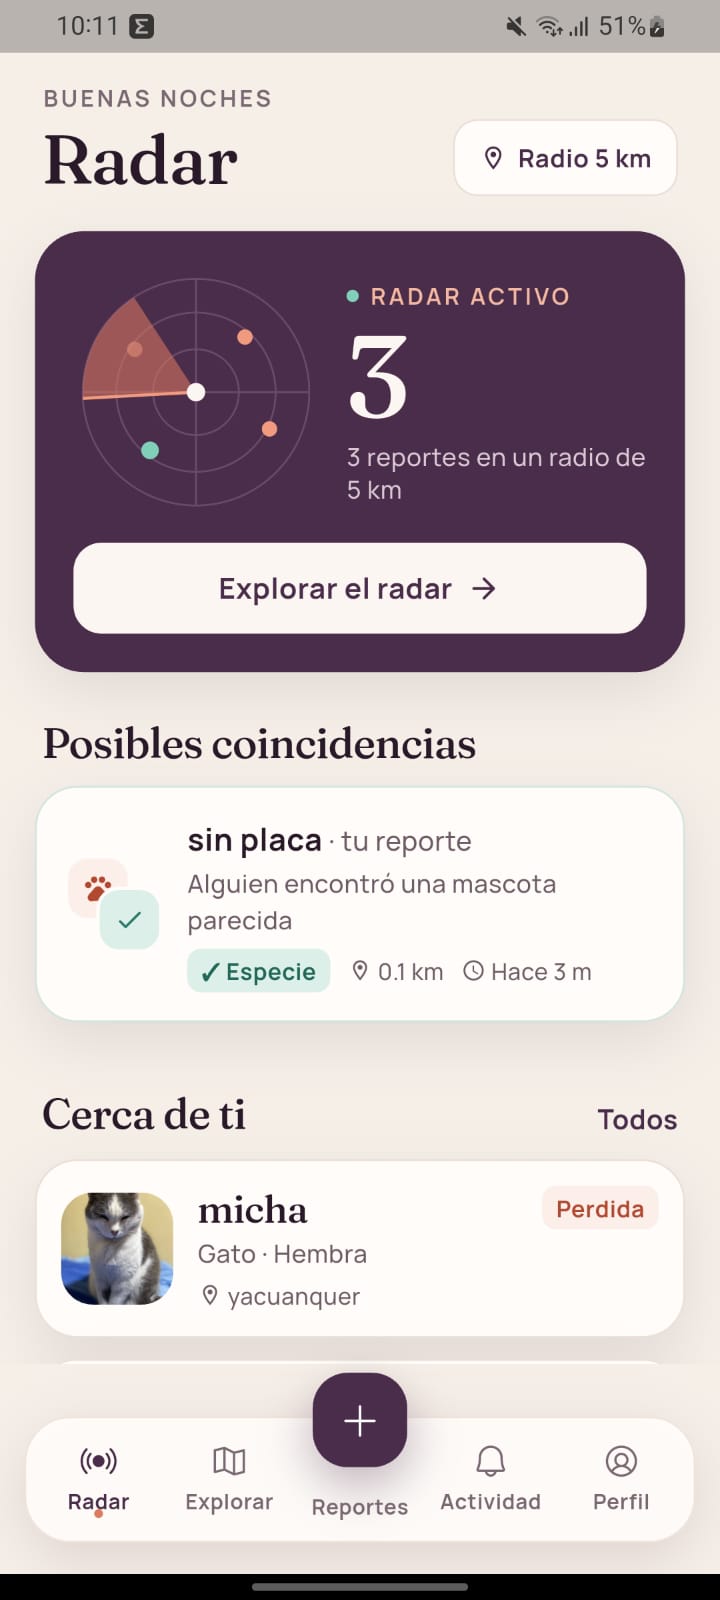 10:11
51%
BUENAS NOCHES
Radar
Radio 5 km
RADAR ACTIVO
3
3 reportes en un radio de
5 km
Explorar el radar →
Posibles coincidencias
sin placa · tu reporte
Alguien encontró una mascota
parecida
✓ Especie 0.1 km Hace 3 m
Cerca de ti
Todos
micha
Perdida
Gato · Hembra
yacuanquer
Radar
Explorar
Reportes
Actividad
Perfil